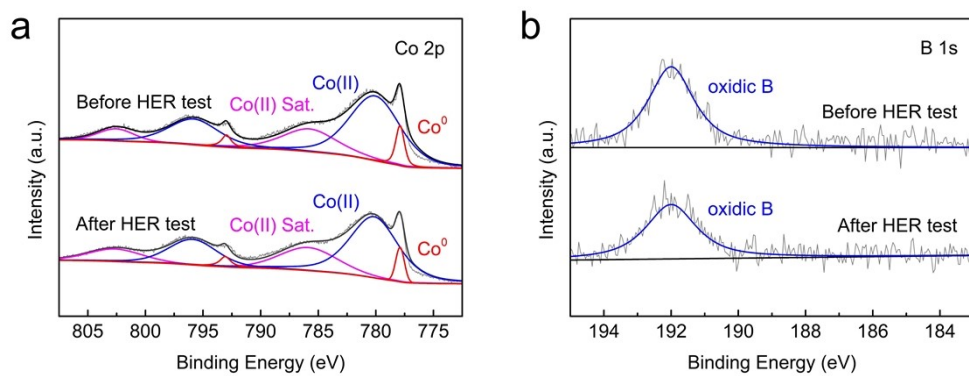 a
Co 2p
Before HER test
Co(II) Sat.
Co(II)
Co⁰
After HER test
Co(II) Sat.
Co(II)
Co⁰
Intensity (a.u.)
805 800 795 790 785 780 775
Binding Energy (eV)
b
B 1s
oxidic B
Before HER test
oxidic B
After HER test
Intensity (a.u.)
194 192 190 188 186 184
Binding Energy (eV)